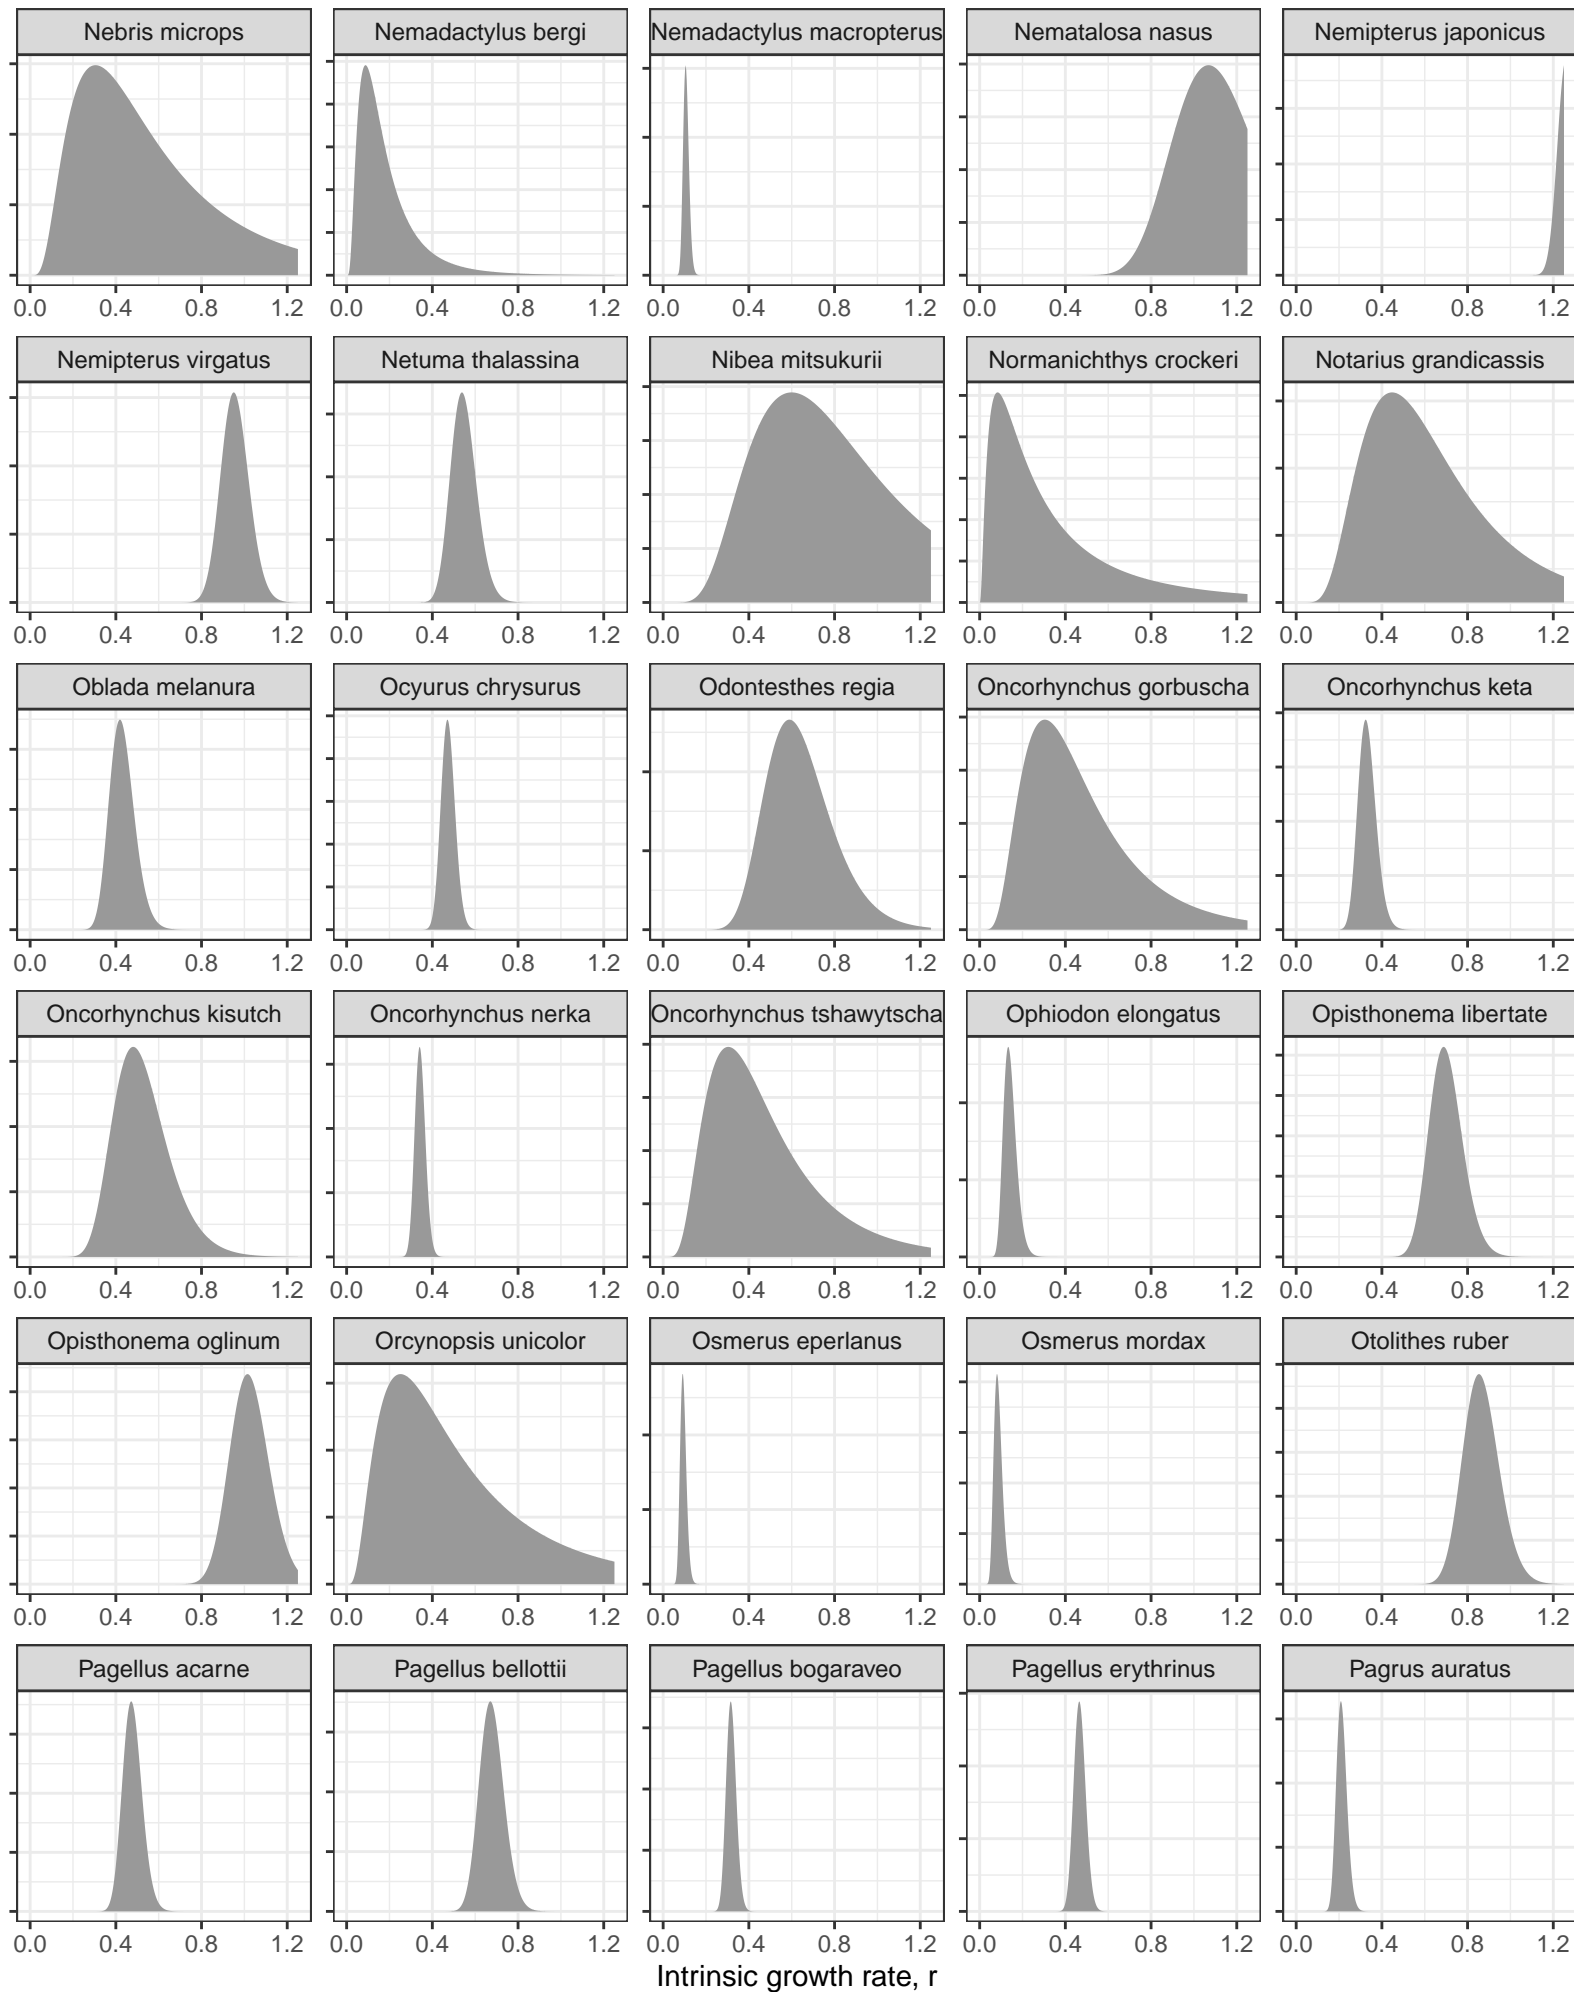 Nebris microps Nemadactylus bergi Nemadactylus macropterus Nematalosa nasus Nemipterus japonicus
0.0 0.4 0.8 1.2 0.0 0.4 0.8 1.2 0.0 0.4 0.8 1.2 0.0 0.4 0.8 1.2 0.0 0.4 0.8 1.2
Nemipterus virgatus Netuma thalassina Nibea mitsukurii Normanichthys crockeri Notarius grandicassis
0.0 0.4 0.8 1.2 0.0 0.4 0.8 1.2 0.0 0.4 0.8 1.2 0.0 0.4 0.8 1.2 0.0 0.4 0.8 1.2
Oblada melanura Ocyurus chrysurus Odontesthes regia Oncorhynchus gorbuscha Oncorhynchus keta
0.0 0.4 0.8 1.2 0.0 0.4 0.8 1.2 0.0 0.4 0.8 1.2 0.0 0.4 0.8 1.2 0.0 0.4 0.8 1.2
Oncorhynchus kisutch Oncorhynchus nerka Oncorhynchus tshawytscha Ophiodon elongatus Opisthonema libertate
0.0 0.4 0.8 1.2 0.0 0.4 0.8 1.2 0.0 0.4 0.8 1.2 0.0 0.4 0.8 1.2 0.0 0.4 0.8 1.2
Opisthonema oglinum Orcynopsis unicolor Osmerus eperlanus Osmerus mordax Otolithes ruber
0.0 0.4 0.8 1.2 0.0 0.4 0.8 1.2 0.0 0.4 0.8 1.2 0.0 0.4 0.8 1.2 0.0 0.4 0.8 1.2
Pagellus acarne Pagellus bellottii Pagellus bogaraveo Pagellus erythrinus Pagrus auratus
0.0 0.4 0.8 1.2 0.0 0.4 0.8 1.2 0.0 0.4 0.8 1.2 0.0 0.4 0.8 1.2 0.0 0.4 0.8 1.2
Intrinsic growth rate, r